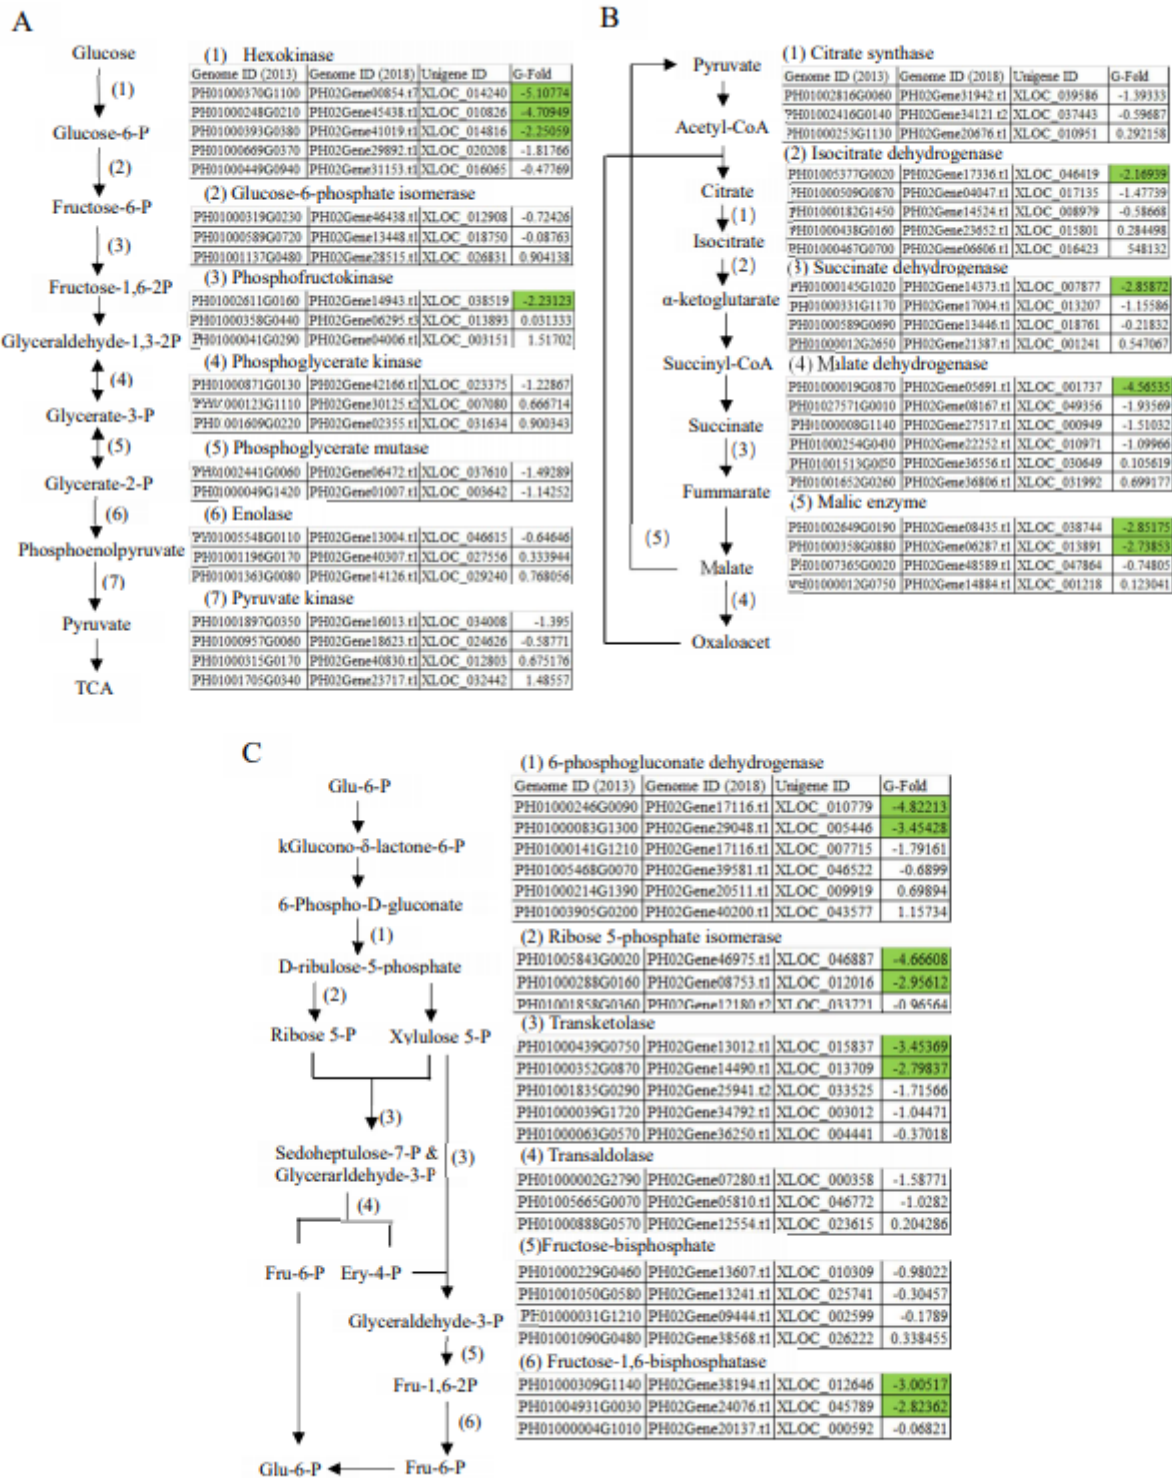 A
Glucose
(1)
Glucose-6-P
(2)
Fructose-6-P
(3)
Fructose-1,6-2P
Glyceraldehyde-1,3-2P
(4)
Glycerate-3-P
(5)
Glycerate-2-P
(6)
Phosphoenolpyruvate
(7)
Pyruvate
TCA
(1) Hexokinase
Genome ID (2013) Genome ID (2018) Unigene ID G-Fold
PH01000370G1100 PH02Gene00854.t7 XLOC_014240 -5.10774
PH01000248G0210 PH02Gene45438.t1 XLOC_010826 -4.70949
PH01000393G0380 PH02Gene41019.t1 XLOC_014816 -2.25059
PH01000669G0370 PH02Gene29892.t1 XLOC_020208 -1.81766
PH01000449G0940 PH02Gene31153.t1 XLOC_016065 -0.47769
(2) Glucose-6-phosphate isomerase
PH01000319G0230 PH02Gene46438.t1 XLOC_012908 -0.72426
PH01000589G0720 PH02Gene13448.t1 XLOC_018750 -0.08763
PH01001137G0480 PH02Gene28515.t1 XLOC_026831 0.904138
(3) Phosphofructokinase
PH01002611G0160 PH02Gene14943.t1 XLOC_038519 -2.23123
PH01000358G0440 PH02Gene06295.t3 XLOC_013893 0.031333
PH01000041G0290 PH02Gene04006.t1 XLOC_003151 1.51702
(4) Phosphoglycerate kinase
PH01000871G0130 PH02Gene42166.t1 XLOC_023375 -1.22867
000123G1110 PH02Gene30125.t2 XLOC_007080 0.666714
PH0 001609G0220 PH02Gene02355.t1 XLOC_031634 0.900343
(5) Phosphoglycerate mutase
PH01002441G0060 PH02Gene06472.t1 XLOC_037610 -1.49289
PH01000049G1420 PH02Gene01007.t1 XLOC_003642 -1.14252
(6) Enolase
PH01005548G0110 PH02Gene13004.t1 XLOC_046615 -0.64646
PH01001196G0170 PH02Gene40307.t1 XLOC_027556 0.333944
PH01001363G0080 PH02Gene14126.t1 XLOC_029240 0.768056
(7) Pyruvate kinase
PH01001897G0350 PH02Gene16013.t1 XLOC_034008 -1.395
PH01000957G0060 PH02Gene18623.t1 XLOC_024626 -0.58771
PH01000315G0170 PH02Gene40830.t1 XLOC_012803 0.675176
PH01001705G0340 PH02Gene23717.t1 XLOC_032442 1.48557
B
Pyruvate
Acetyl-CoA
Citrate
(1)
Isocitrate
(2)
α-ketoglutarate
Succinyl-CoA
Succinate
(3)
Fummarate
(5)
Malate
(4)
Oxaloacet
(1) Citrate synthase
Genome ID (2013) Genome ID (2018) Unigene ID G-Fold
PH01002816G0060 PH02Gene31942.t1 XLOC_039586 -1.39333
PH01002416G0140 PH02Gene34121.t2 XLOC_037443 -0.59687
PH01000253G1130 PH02Gene20676.t1 XLOC_010951 0.292158
(2) Isocitrate dehydrogenase
PH01005377G0020 PH02Gene17336.t1 XLOC_046419 -2.16939
PH01000509G0870 PH02Gene04047.t1 XLOC_017135 -1.47739
PH01000182G1450 PH02Gene14524.t1 XLOC_008979 -0.58668
PH01000438G0160 PH02Gene23652.t1 XLOC_015801 0.284498
PH01000467G0700 PH02Gene06606.t1 XLOC_016423 548132
(3) Succinate dehydrogenase
PH01000145G1020 PH02Gene14373.t1 XLOC_007877 -2.85872
PH01000331G1170 PH02Gene17004.t1 XLOC_013207 -1.15586
PH01000589G0690 PH02Gene13446.t1 XLOC_018761 -0.21832
PH01000012G2650 PH02Gene21387.t1 XLOC_001241 0.547067
(4) Malate dehydrogenase
PH01000019G0870 PH02Gene05691.t1 XLOC_001737 -4.56535
PH01027571G0010 PH02Gene08167.t1 XLOC_049356 -1.93569
PH01000008G1140 PH02Gene27517.t1 XLOC_000949 -1.51032
PH01000254G0430 PH02Gene22252.t1 XLOC_010971 -1.09966
PH01001513G0050 PH02Gene36556.t1 XLOC_030649 0.105619
PH01001652G0260 PH02Gene36806.t1 XLOC_031992 0.699177
(5) Malic enzyme
PH01002649G0190 PH02Gene08435.t1 XLOC_038744 -2.85175
PH01000358G0880 PH02Gene06287.t1 XLOC_013891 -2.73853
PH01007365G0020 PH02Gene48589.t1 XLOC_047864 -0.74805
PH01000012G0750 PH02Gene14884.t1 XLOC_001218 0.123041
C
Glu-6-P
kGlucono-δ-lactone-6-P
6-Phospho-D-gluconate
(1)
D-ribulose-5-phosphate
(2)
Ribose 5-P Xylulose 5-P
(3)
Sedoheptulose-7-P &
Glycerarldehyde-3-P
(3)
(4)
Fru-6-P Ery-4-P
Glyceraldehyde-3-P
(5)
Fru-1,6-2P
(6)
Glu-6-P Fru-6-P
(1) 6-phosphogluconate dehydrogenase
Genome ID (2013) Genome ID (2018) Unigene ID G-Fold
PH01000246G0090 PH02Gene17116.t1 XLOC_010779 -4.82213
PH01000083G1300 PH02Gene29048.t1 XLOC_005446 -3.45428
PH01000141G1210 PH02Gene17116.t1 XLOC_007715 -1.79161
PH01005468G0070 PH02Gene39581.t1 XLOC_046522 -0.6899
PH01000214G1390 PH02Gene20511.t1 XLOC_009919 0.69894
PH01003905G0200 PH02Gene40200.t1 XLOC_043577 1.15734
(2) Ribose 5-phosphate isomerase
PH01005843G0020 PH02Gene46975.t1 XLOC_046887 -4.66608
PH01000288G0160 PH02Gene08753.t1 XLOC_012016 -2.95612
PH01001858G0360 PH02Gene12180.t2 XLOC_033721 -0.96564
(3) Transketolase
PH01000439G0750 PH02Gene13012.t1 XLOC_015837 -3.45369
PH01000352G0870 PH02Gene14490.t1 XLOC_013709 -2.79837
PH01001835G0290 PH02Gene25941.t2 XLOC_033525 -1.71566
PH01000039G1720 PH02Gene34792.t1 XLOC_003012 -1.04471
PH01000063G0570 PH02Gene36250.t1 XLOC_004441 -0.37018
(4) Transaldolase
PH01000002G2790 PH02Gene07280.t1 XLOC_000358 -1.58771
PH01005665G0070 PH02Gene05810.t1 XLOC_046772 -1.0282
PH01000888G0570 PH02Gene12554.t1 XLOC_023615 0.204286
(5)Fructose-bisphosphate
PH01000229G0460 PH02Gene13607.t1 XLOC_010309 -0.98022
PH01001050G0580 PH02Gene13241.t1 XLOC_025741 -0.30457
PH01000031G1210 PH02Gene09444.t1 XLOC_002599 -0.1789
PH01001090G0480 PH02Gene38568.t1 XLOC_026222 0.338455
(6) Fructose-1,6-bisphosphatase
PH01000309G1140 PH02Gene38194.t1 XLOC_012646 -3.00517
PH01004931G0030 PH02Gene24076.t1 XLOC_045789 -2.82362
PH01000004G1010 PH02Gene20137.t1 XLOC_000592 -0.06821